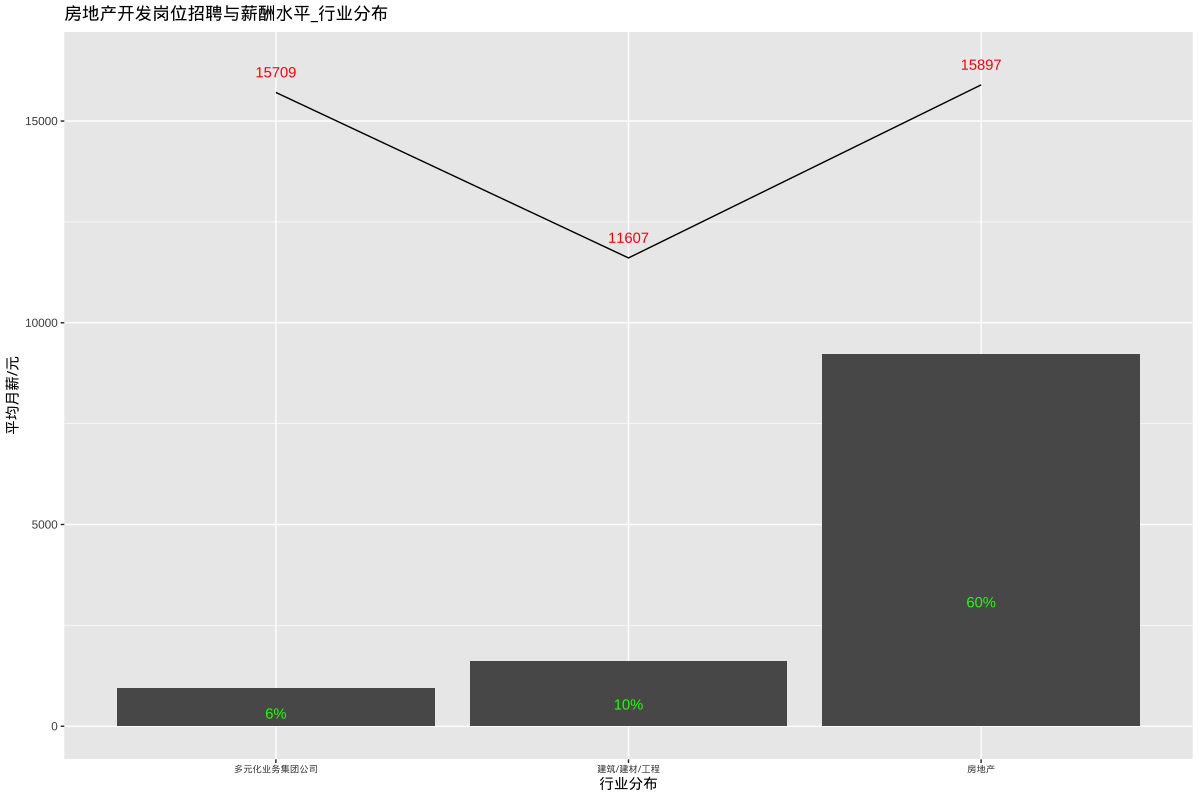 房地产开发岗位招聘与薪酬水平_行业分布
15709
15897
11607
15000
10000
5000
0
平均月薪/元
60%
10%
6%
多元化业务集团公司
建筑/建材/工程
房地产
行业分布